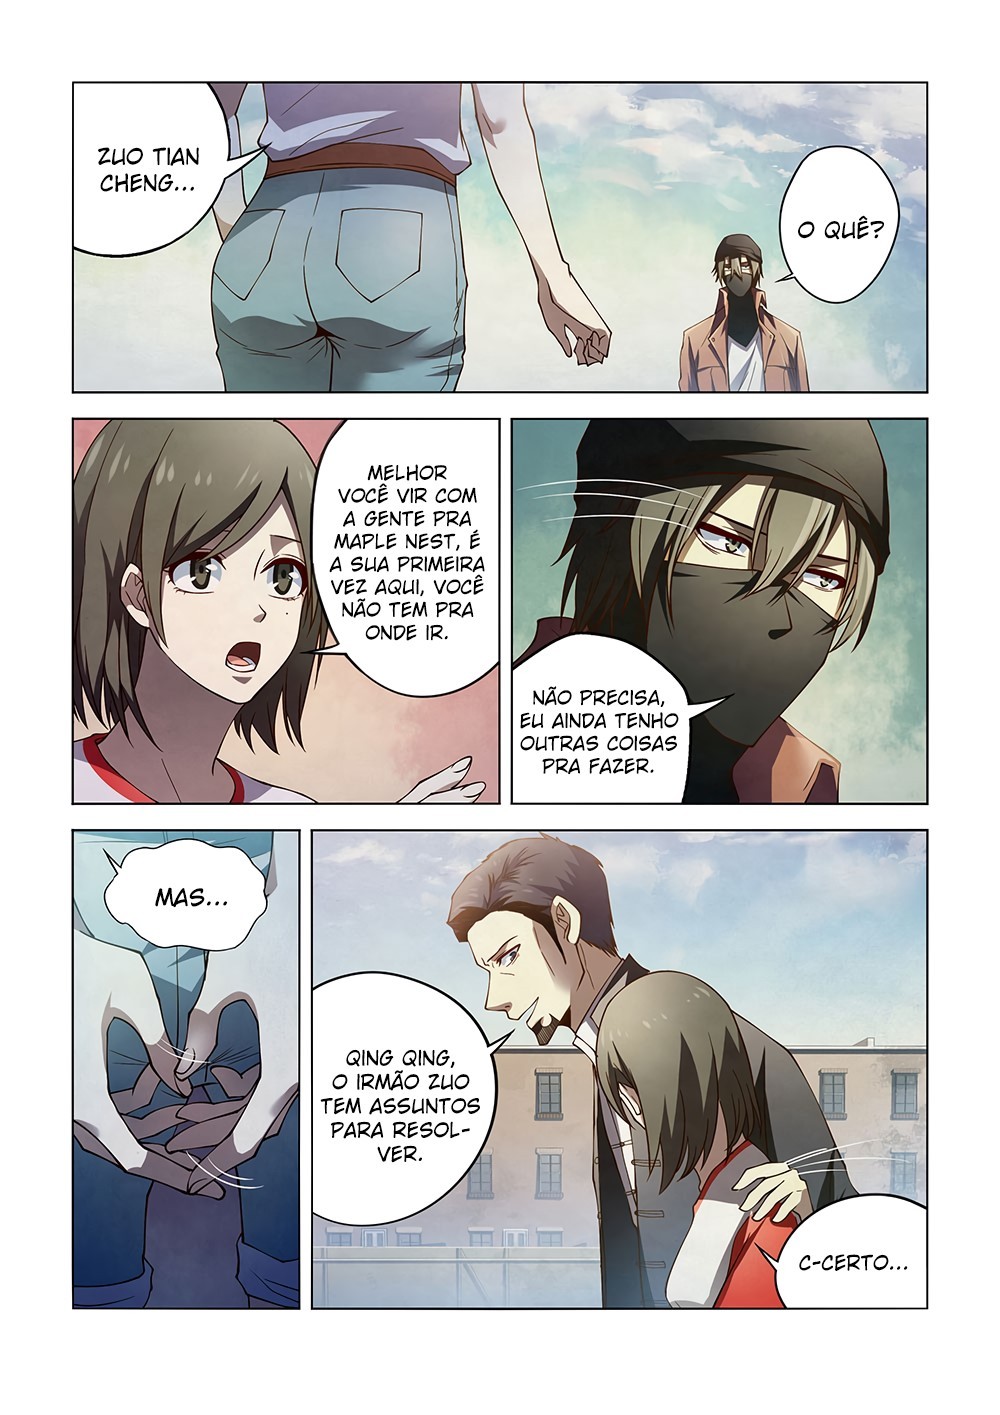 ZUO TIAN
CHENG...
O QUÊ?
MELHOR
VOCÊ VIR COM
A GENTE PRA
MAPLE NEST, É
A SUA PRIMEIRA
VEZ AQUI, VOCÊ
NÃO TEM PRA
ONDE IR.
NÃO PRECISA,
EU AINDA TENHO
OUTRAS COISAS
PRA FAZER.
MAS...
QING QING,
O IRMÃO ZUO
TEM ASSUNTOS
PARA RESOL-
VER.
C-CERTO...